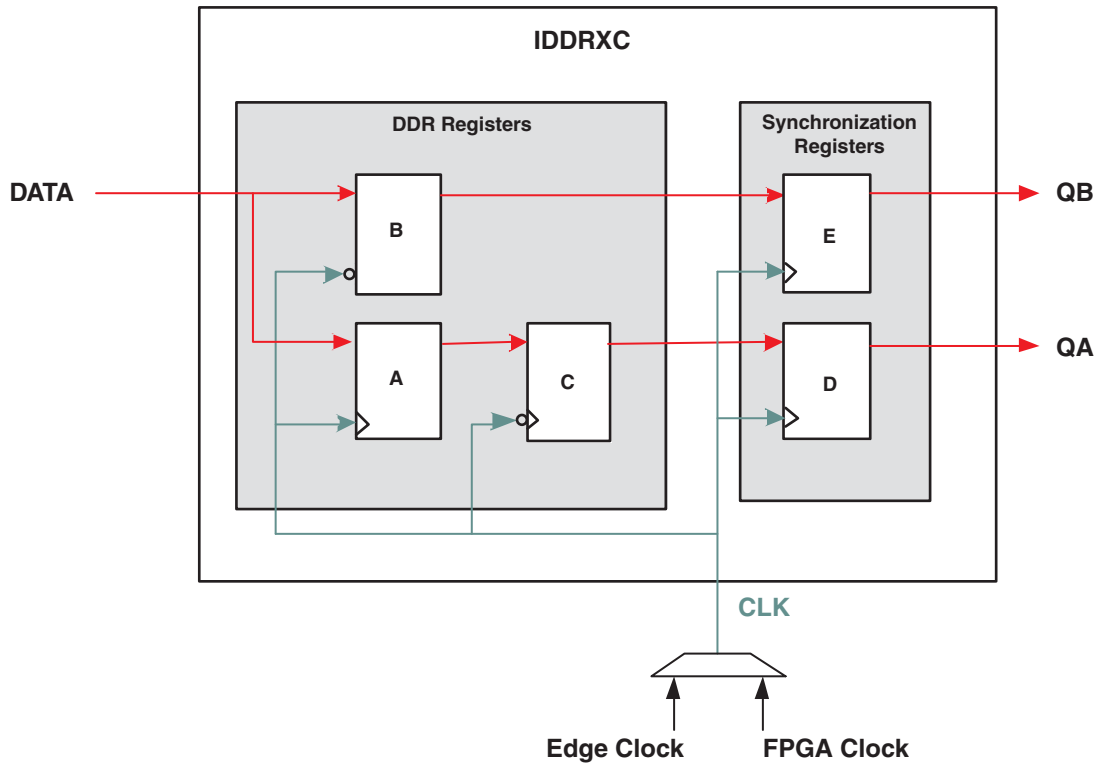 IDDRXC
DDR Registers
Synchronization
Registers
DATA
B
E
QB
A
C
D
QA
CLK
Edge Clock
FPGA Clock